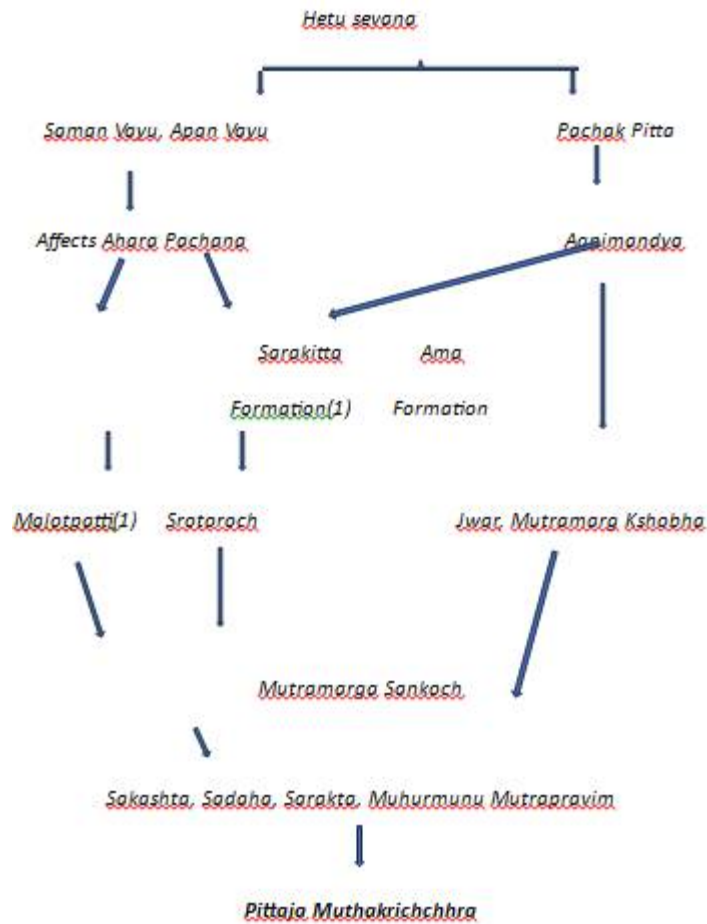 Hetu sevana
Saman Vayu, Apan Vayu Pachak Pitta
Affects Ahara Pachana Agnimandya
Sarakitta Ama
Formation(1) Formation
Malotpatti(1) Srotoroch Jwar, Mutramarg Kshobha
Mutramarga Sankoch
Sakashta, Sadaha, Sarakta, Muhurmunu Mutrapravim
Pittaja Muthakrichchhra